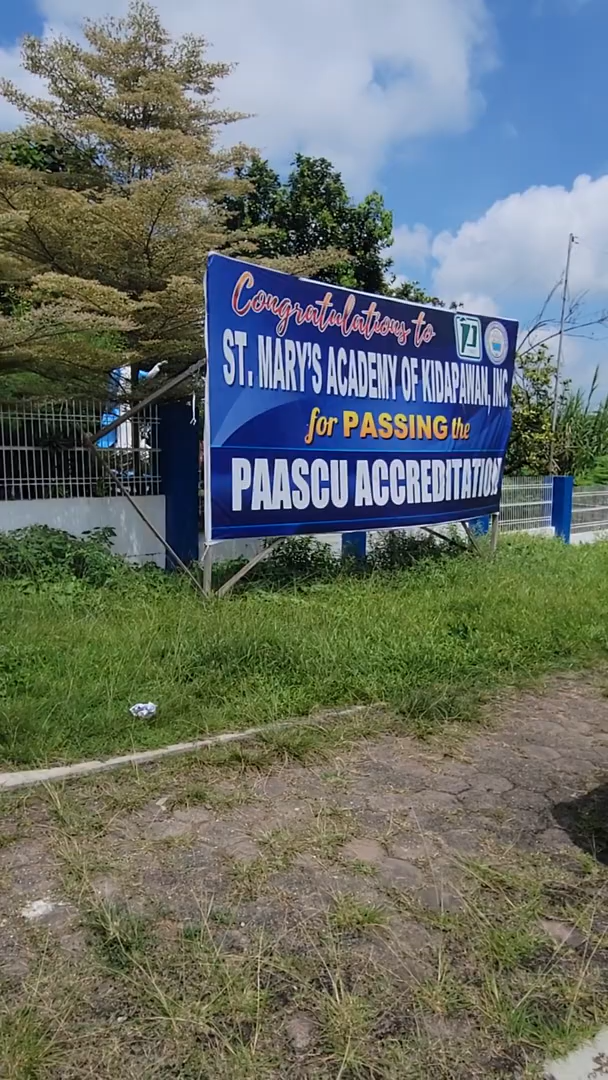 Congratulations to
ST. MARY'S ACADEMY OF KIDAPAWAN, INC.
for PASSING the
PAASCU ACCREDITATION